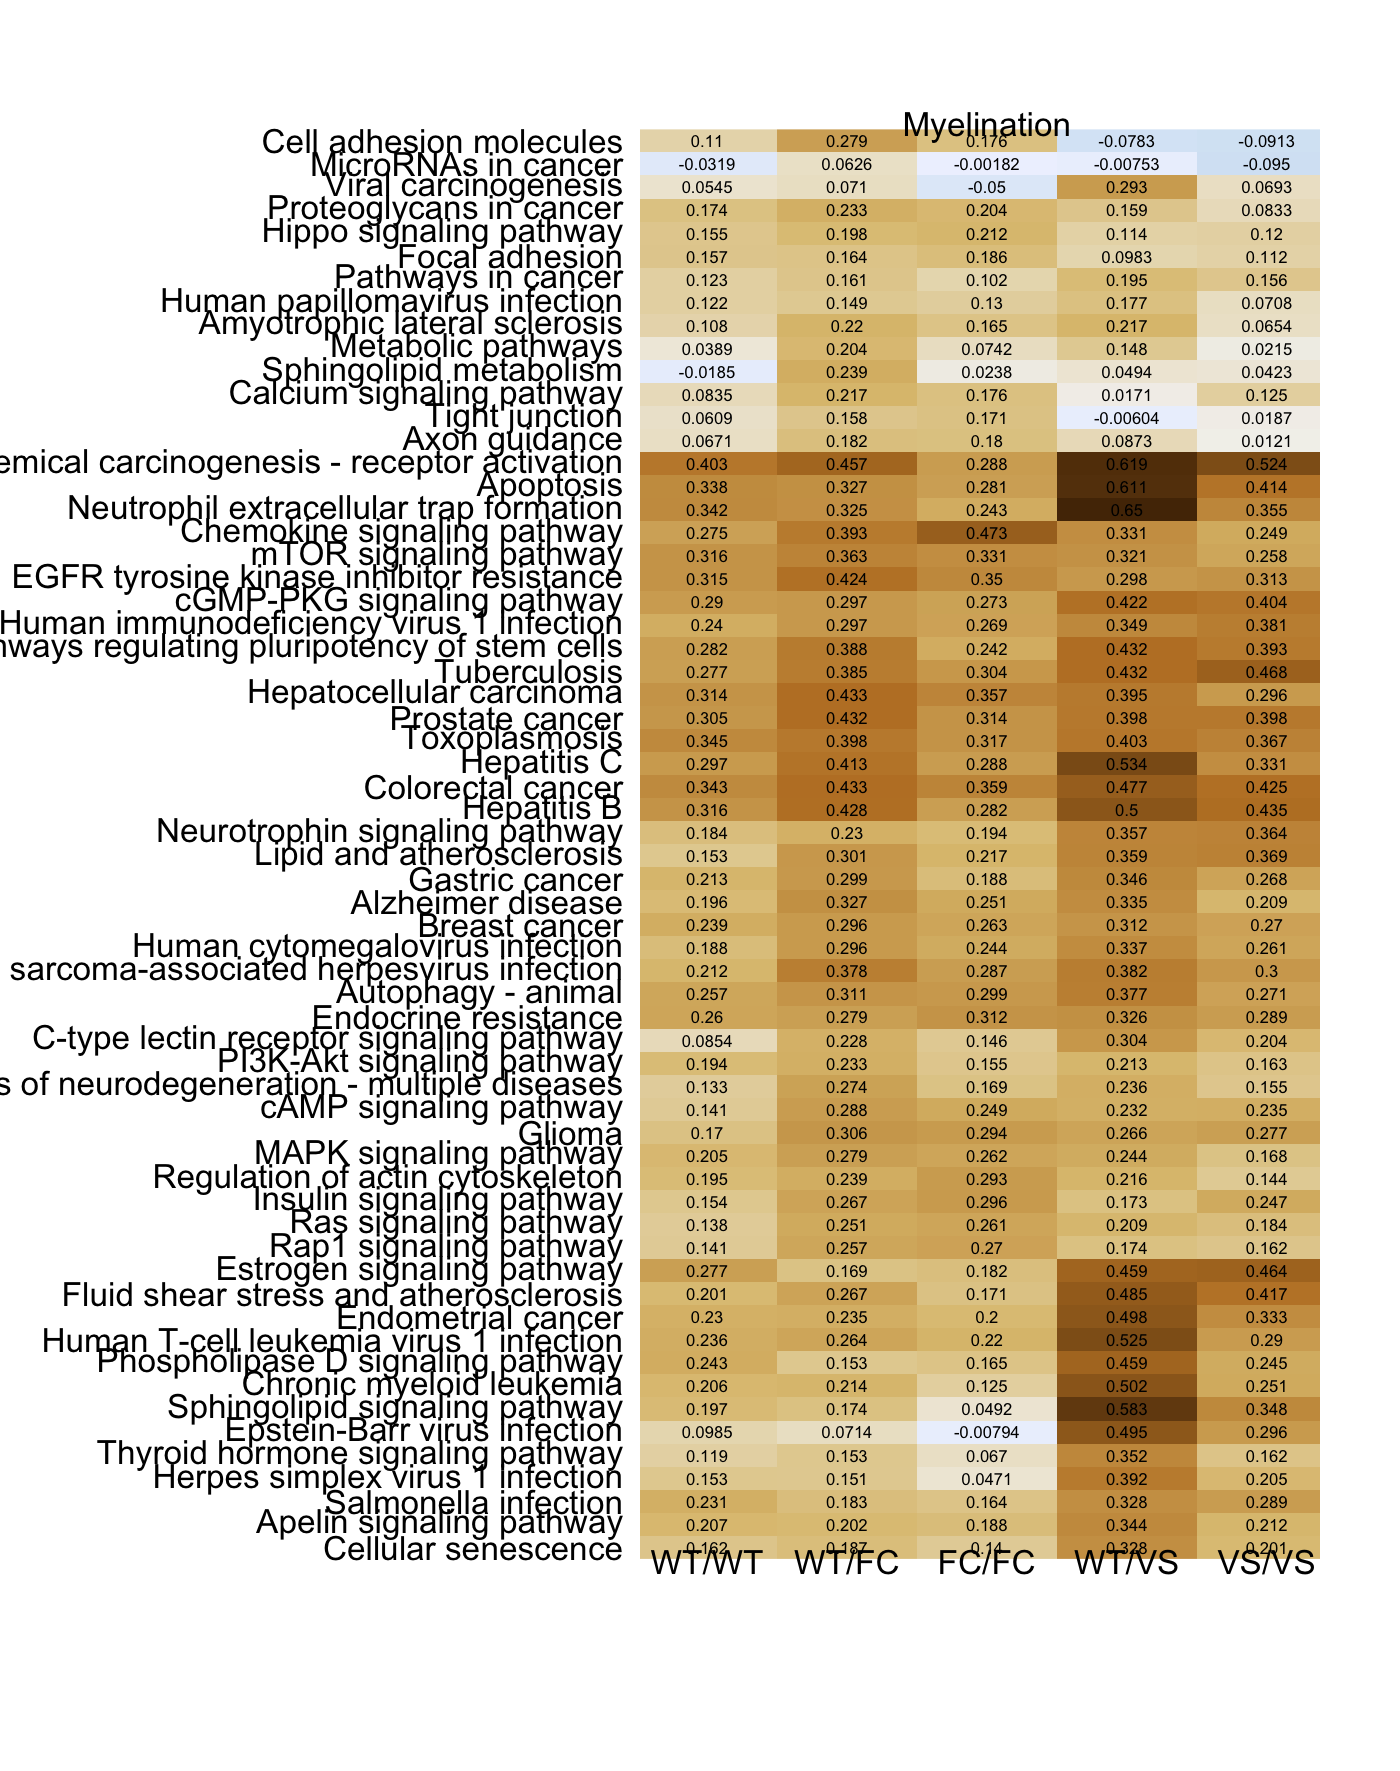 Myelination
Cell adhesion molecules 0.11 0.279 0.176 -0.0783 -0.0913
MicroRNAs in cancer -0.0319 0.0626 -0.00182 -0.00753 -0.095
Viral carcinogenesis 0.0545 0.071 -0.05 0.293 0.0693
Proteoglycans in cancer 0.174 0.233 0.204 0.159 0.0833
Hippo signaling pathway 0.155 0.198 0.212 0.114 0.12
Focal adhesion 0.157 0.164 0.186 0.0983 0.112
Pathways in cancer 0.123 0.161 0.102 0.195 0.156
Human papillomavirus infection 0.122 0.149 0.13 0.177 0.0708
Amyotrophic lateral sclerosis 0.108 0.22 0.165 0.217 0.0654
Metabolic pathways 0.0389 0.204 0.0742 0.148 0.0215
Sphingolipid metabolism -0.0185 0.239 0.0238 0.0494 0.0423
Calcium signaling pathway 0.0835 0.217 0.176 0.0171 0.125
Tight junction 0.0609 0.158 0.171 -0.00604 0.0187
Axon guidance 0.0671 0.182 0.18 0.0873 0.0121
emical carcinogenesis - receptor activation 0.403 0.457 0.288 0.619 0.524
Apoptosis 0.338 0.327 0.281 0.611 0.414
Neutrophil extracellular trap formation 0.342 0.325 0.243 0.65 0.355
Chemokine signaling pathway 0.275 0.393 0.473 0.331 0.249
mTOR signaling pathway 0.316 0.363 0.331 0.321 0.258
EGFR tyrosine kinase inhibitor resistance 0.315 0.424 0.35 0.298 0.313
cGMP-PKG signaling pathway 0.29 0.297 0.273 0.422 0.404
Human immunodeficiency virus 1 infection 0.24 0.297 0.269 0.349 0.381
ways regulating pluripotency of stem cells 0.282 0.388 0.242 0.432 0.393
Tuberculosis 0.277 0.385 0.304 0.432 0.468
Hepatocellular carcinoma 0.314 0.433 0.357 0.395 0.296
Prostate cancer 0.305 0.432 0.314 0.398 0.398
Toxoplasmosis 0.345 0.398 0.317 0.403 0.367
Hepatitis C 0.297 0.413 0.288 0.534 0.331
Colorectal cancer 0.343 0.433 0.359 0.477 0.425
Hepatitis B 0.316 0.428 0.282 0.5 0.435
Neurotrophin signaling pathway 0.184 0.23 0.194 0.357 0.364
Lipid and atherosclerosis 0.153 0.301 0.217 0.359 0.369
Gastric cancer 0.213 0.299 0.188 0.346 0.268
Alzheimer disease 0.196 0.327 0.251 0.335 0.209
Breast cancer 0.239 0.296 0.263 0.312 0.27
Human cytomegalovirus infection 0.188 0.296 0.244 0.337 0.261
sarcoma-associated herpesvirus infection 0.212 0.378 0.287 0.382 0.3
Autophagy - animal 0.257 0.311 0.299 0.377 0.271
Endocrine resistance 0.26 0.279 0.312 0.326 0.289
C-type lectin receptor signaling pathway 0.0854 0.228 0.146 0.304 0.204
PI3K-Akt signaling pathway 0.194 0.233 0.155 0.213 0.163
s of neurodegeneration - multiple diseases 0.133 0.274 0.169 0.236 0.155
cAMP signaling pathway 0.141 0.288 0.249 0.232 0.235
Glioma 0.17 0.306 0.294 0.266 0.277
MAPK signaling pathway 0.205 0.279 0.262 0.244 0.168
Regulation of actin cytoskeleton 0.195 0.239 0.293 0.216 0.144
Insulin signaling pathway 0.154 0.267 0.296 0.173 0.247
Ras signaling pathway 0.138 0.251 0.261 0.209 0.184
Rap1 signaling pathway 0.141 0.257 0.27 0.174 0.162
Estrogen signaling pathway 0.277 0.169 0.182 0.459 0.464
Fluid shear stress and atherosclerosis 0.201 0.267 0.171 0.485 0.417
Endometrial cancer 0.23 0.235 0.2 0.498 0.333
Human T-cell leukemia virus 1 infection 0.236 0.264 0.22 0.525 0.29
Phospholipase D signaling pathway 0.243 0.153 0.165 0.459 0.245
Chronic myeloid leukemia 0.206 0.214 0.125 0.502 0.251
Sphingolipid signaling pathway 0.197 0.174 0.0492 0.583 0.348
Epstein-Barr virus infection 0.0985 0.0714 -0.00794 0.495 0.296
Thyroid hormone signaling pathway 0.119 0.153 0.067 0.352 0.162
Herpes simplex virus 1 infection 0.153 0.151 0.0471 0.392 0.205
Salmonella infection 0.231 0.183 0.164 0.328 0.289
Apelin signaling pathway 0.207 0.202 0.188 0.344 0.212
Cellular senescence 0.162 0.187 0.14 0.328 0.201
WT/WT WT/FC FC/FC WT/VS VS/VS